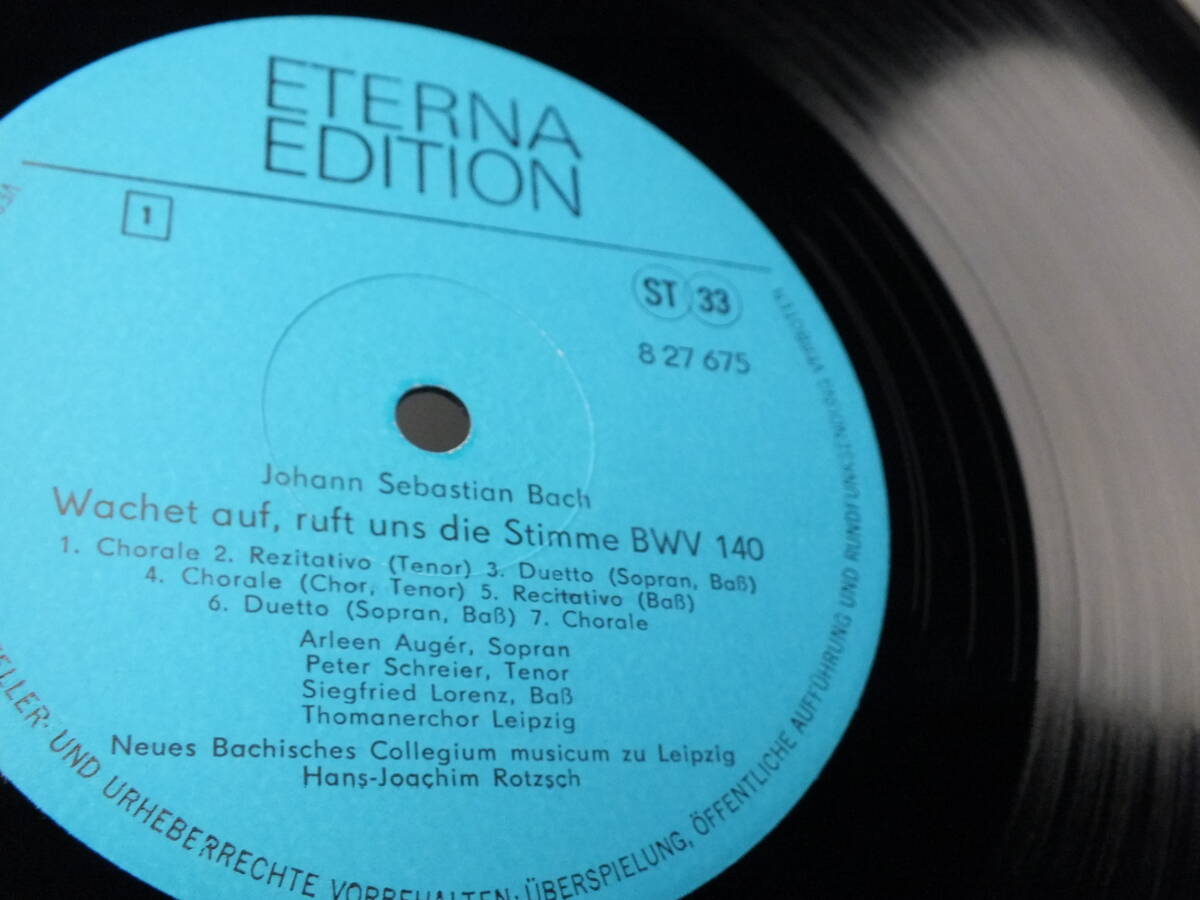 ETERNA
EDITION
1
ST 33
8 27 675
Johann Sebastian Bach
Wachet auf, ruft uns die Stimme BWV 140
1. Chorale 2. Rezitativo (Tenor) 3. Duetto (Sopran, Baß)
4. Chorale (Chor, Tenor) 5. Recitativo (Baß)
6. Duetto (Sopran, Baß) 7. Chorale
Arleen Augér, Sopran
Peter Schreier, Tenor
Siegfried Lorenz, Baß
Thomanerchor Leipzig
Neues Bachisches Collegium musicum zu Leipzig
Hans-Joachim Rotzsch
UND URHEBERRECHTE VORBEHALTEN · ÜBERSPIELUNG, ÖFFENTLICHE AUFFÜHRUNG UND RUNDFUNKSENDUNG VERBOTEN